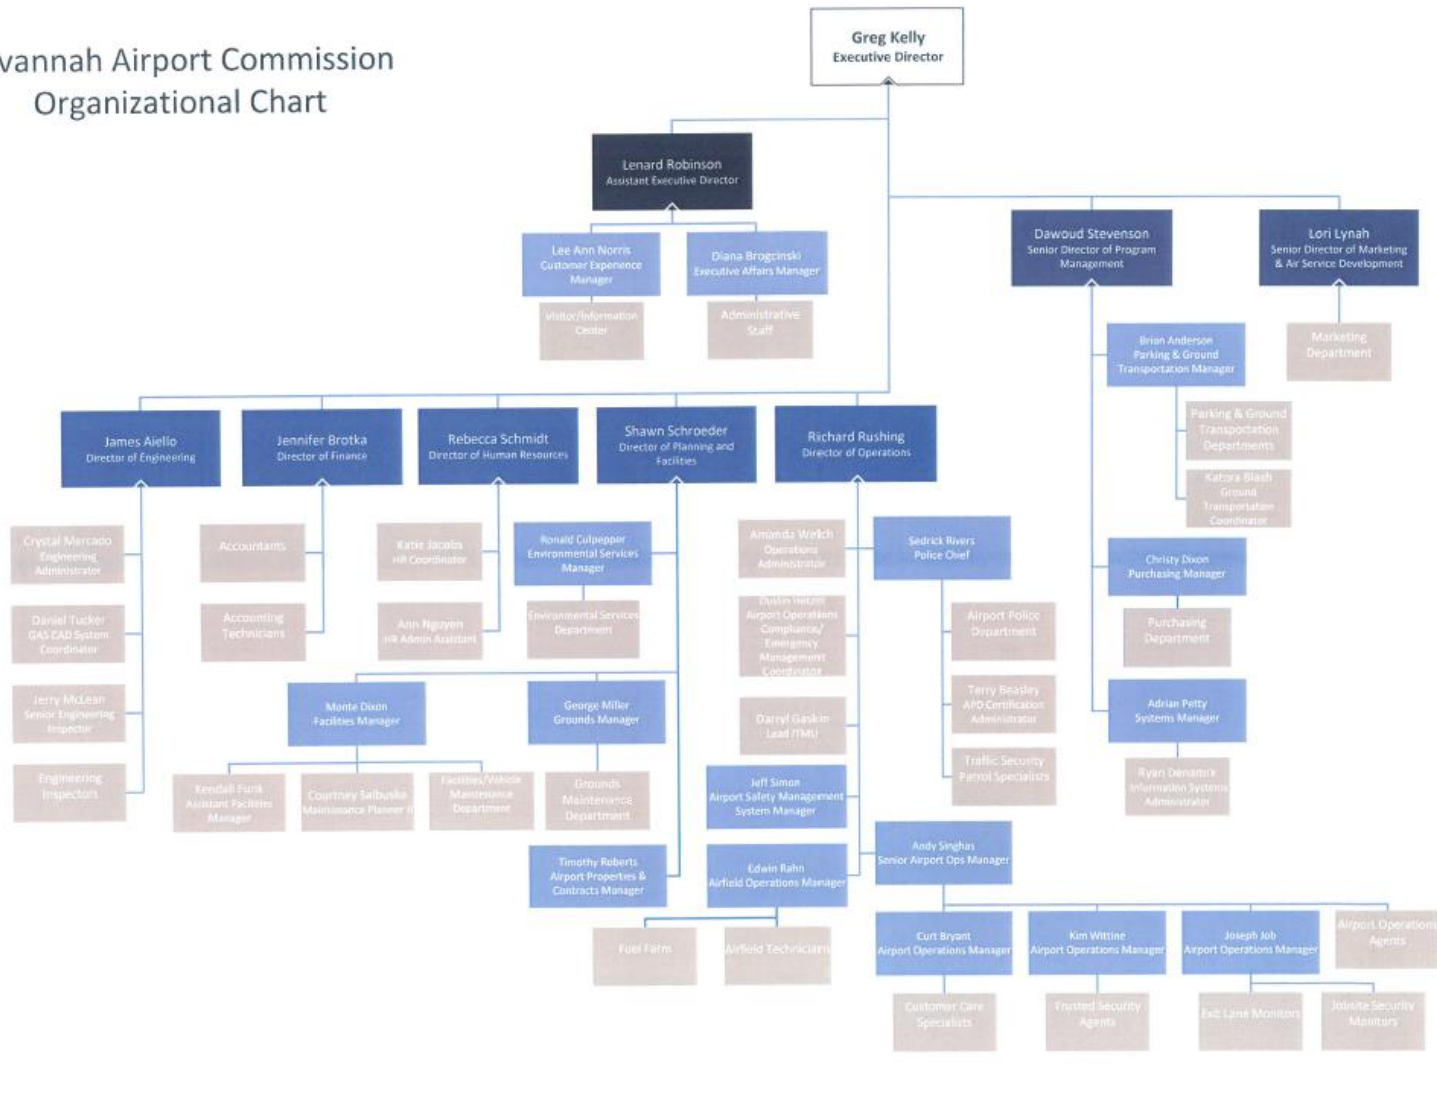 vannah Airport Commission
Organizational Chart
Greg Kelly
Executive Director
Lenard Robinson
Assistant Executive Director
Lee Ann Norris
Customer Experience
Manager
Visitor/Information
Center
Diana Brogcinski
Executive Affairs Manager
Administrative
Staff
Dawoud Stevenson
Senior Director of Program
Management
Lori Lynah
Senior Director of Marketing
& Air Service Development
Brian Anderson
Parking & Ground
Transportation Manager
Marketing
Department
Parking & Ground
Transportation
Departments
Katora Blash
Ground
Transportation
Coordinator
Christy Dixon
Purchasing Manager
Purchasing
Department
Adrian Petty
Systems Manager
Ryan
Information Systems
Administrator
James Aiello
Director of Engineering
Crystal Mercado
Engineering
Administrator
Daniel Tucker
GAS CAD System
Coordinator
Jerry McLean
Senior Engineering
Inspector
Engineering
Inspectors
Jennifer Brotka
Director of Finance
Accountants
Accounting
Technicians
Rebecca Schmidt
Director of Human Resources
Katie Jacobs
HR Coordinator
Ann Nguyen
HR Admin Assistant
Shawn Schroeder
Director of Planning and
Facilities
Ronald Culpepper
Environmental Services
Manager
Environmental Services
Department
Monte Dixon
Facilities Manager
Kendall Funk
Assistant Facilities
Manager
Courtney
Maintenance Planner II
Facilities/Vehicle
Maintenance
Department
George Miller
Grounds Manager
Grounds
Maintenance
Department
Timothy Roberts
Airport Properties &
Contracts Manager
Richard Rushing
Director of Operations
Amanda Welich
Operations
Administrator
Dustin Hetzel
Airport Operations
Compliance/
Emergency
Management
Coordinator
Darryl Gaskin
Lead ITMU
Jeff Simon
Airport Safety Management
System Manager
Edwin Rahn
Airfield Operations Manager
Fuel Farm
Airfield Technicians
Sedrick Rivers
Police Chief
Airport Police
Department
Terry Beasley
APD Certification
Administrator
Traffic Security
Patrol Specialists
Andy Singhas
Senior Airport Ops Manager
Curt Bryant
Airport Operations Manager
Customer Care
Specialists
Kim Wittine
Airport Operations Manager
Trusted Security
Agents
Joseph Job
Airport Operations Manager
Exit Lane Monitors
Jobsite Security
Monitors
Airport Operations
Agents